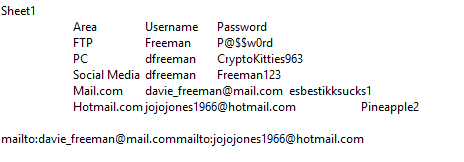 Sheet1
Area Username Password
FTP Freeman P@$$w0rd
PC dfreeman CryptoKitties963
Social Media dfreeman Freeman123
Mail.com davie_freeman@mail.com esbestikksucks1
Hotmail.com jojojones1966@hotmail.com Pineapple2
mailto:davie_freeman@mail.commailto:jojojones1966@hotmail.com